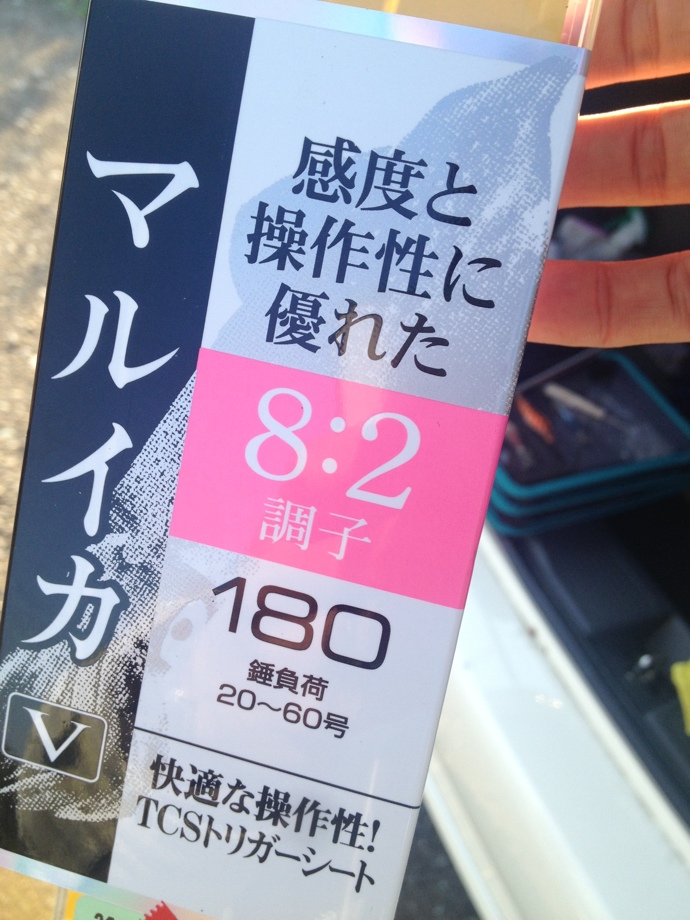 マルイカ
V
感度と
操作性に
優れた
8:2
調子
180
錘負荷
20～60号
快適な操作性!
TCSトリガーシート